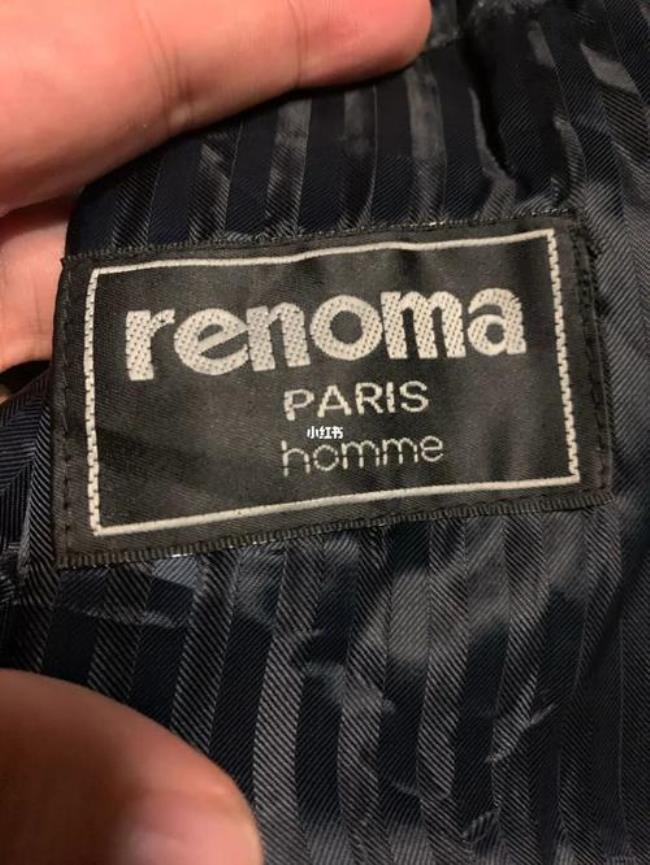 renoma
PARIS
小红书
homme